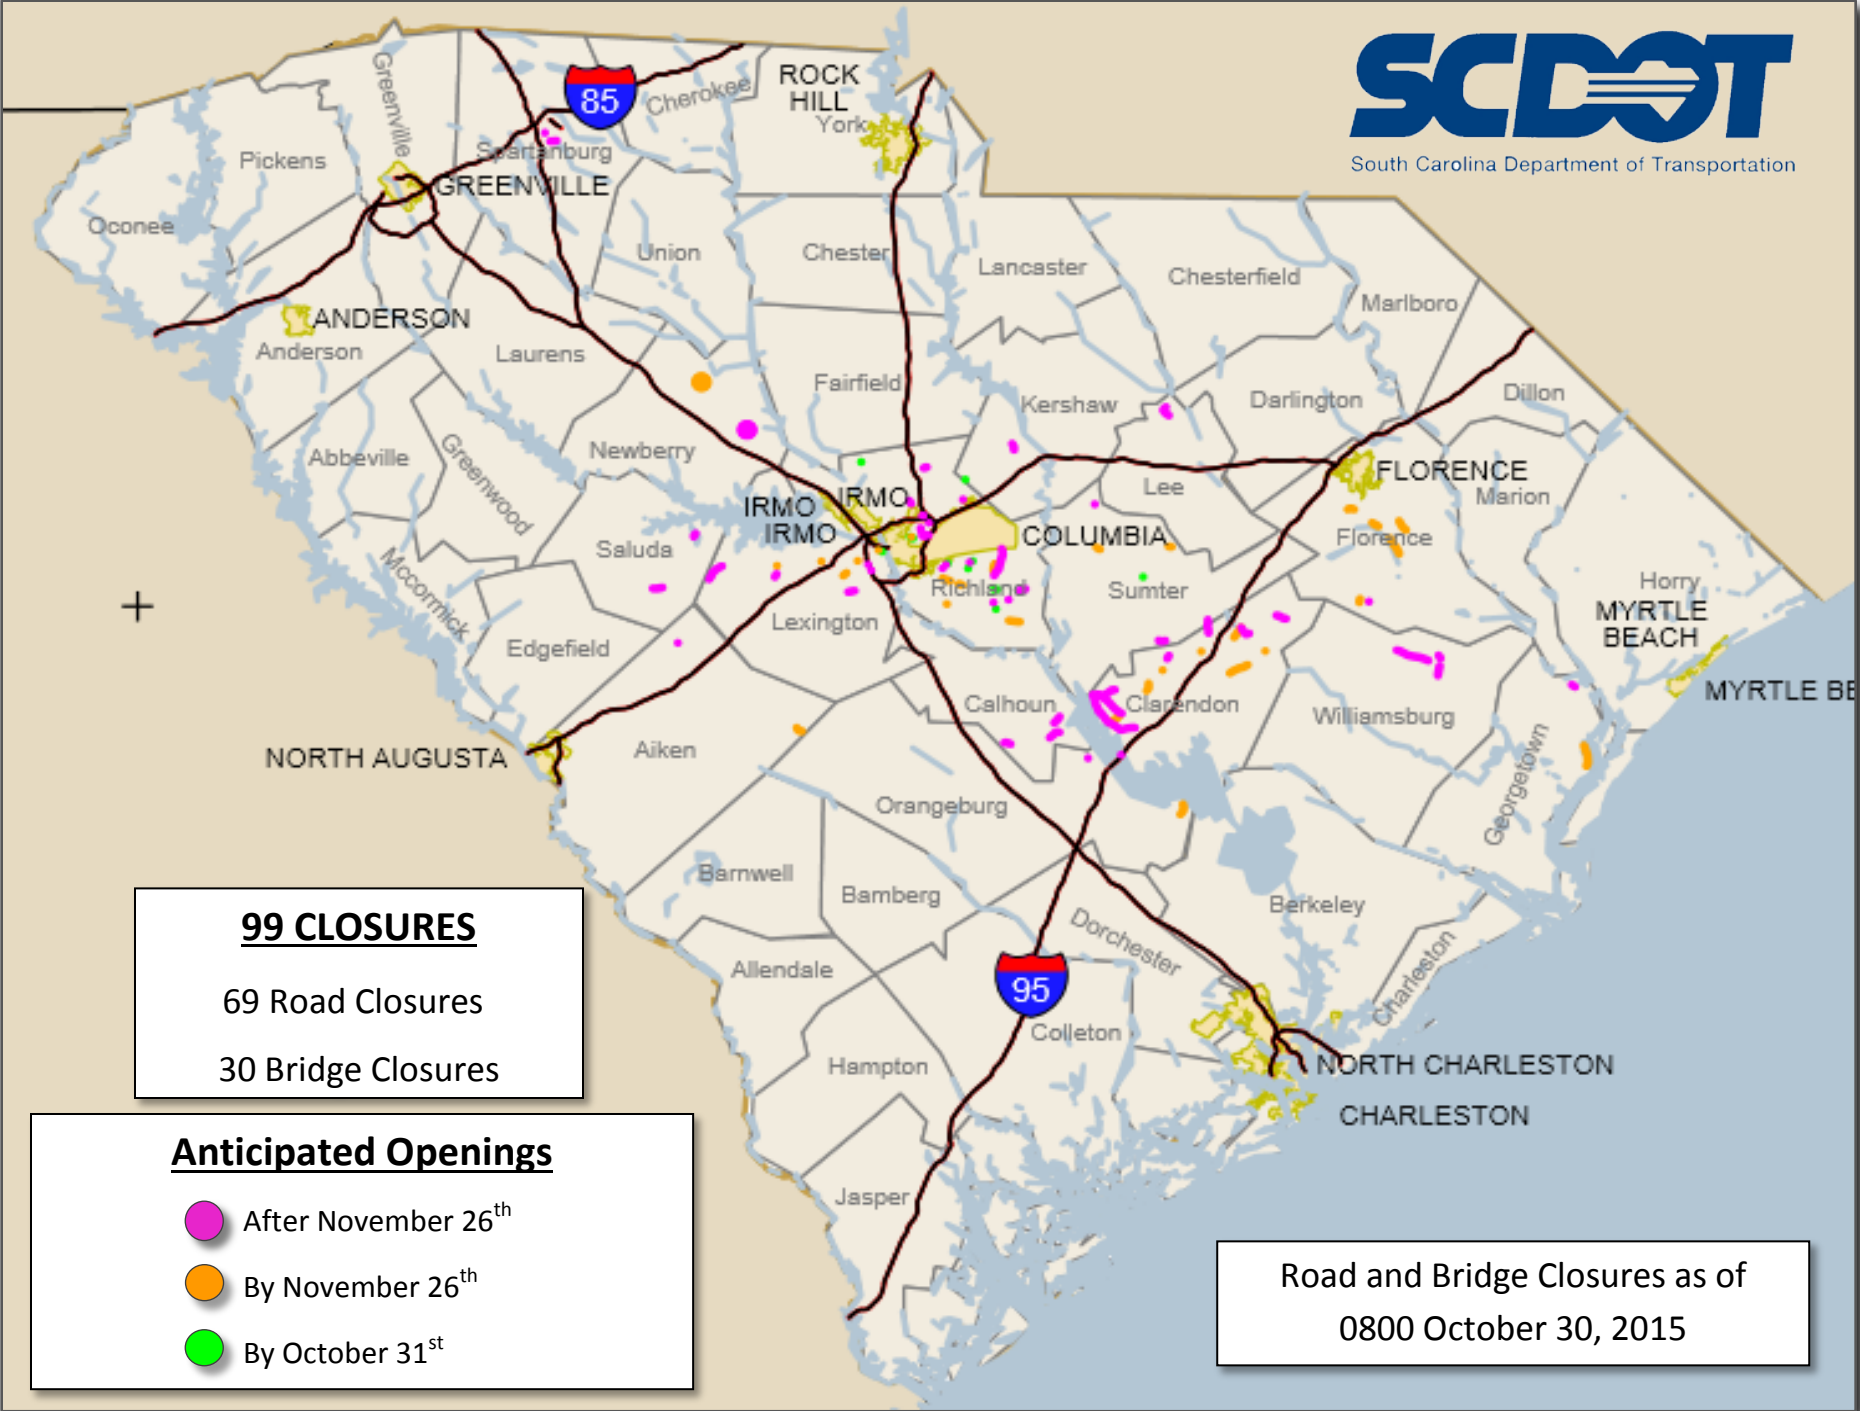 SCDOT
South Carolina Department of Transportation
85
Cherokee
ROCK
HILL
York
Greenville
Pickens
Spartanburg
GREENVILLE
Oconee
Union
Chester
Lancaster
Chesterfield
Marlboro
ANDERSON
Anderson
Laurens
Fairfield
Kershaw
Darlington
Dillon
Abbeville
Greenwood
Newberry
FLORENCE
Marion
Lee
IRMO
IRMO
IRMO
COLUMBIA
Florence
Saluda
Mccormick
Richland
Sumter
Horry
MYRTLE
BEACH
Lexington
Edgefield
MYRTLE BE
Calhoun
Clarendon
Williamsburg
Georgetown
NORTH AUGUSTA
Aiken
Orangeburg
Barnwell
Bamberg
Berkeley
Dorchester
Charleston
Allendale
95
Colleton
Hampton
NORTH CHARLESTON
CHARLESTON
Jasper
99 CLOSURES
69 Road Closures
30 Bridge Closures
Anticipated Openings
After November 26th
By November 26th
By October 31st
Road and Bridge Closures as of
0800 October 30, 2015